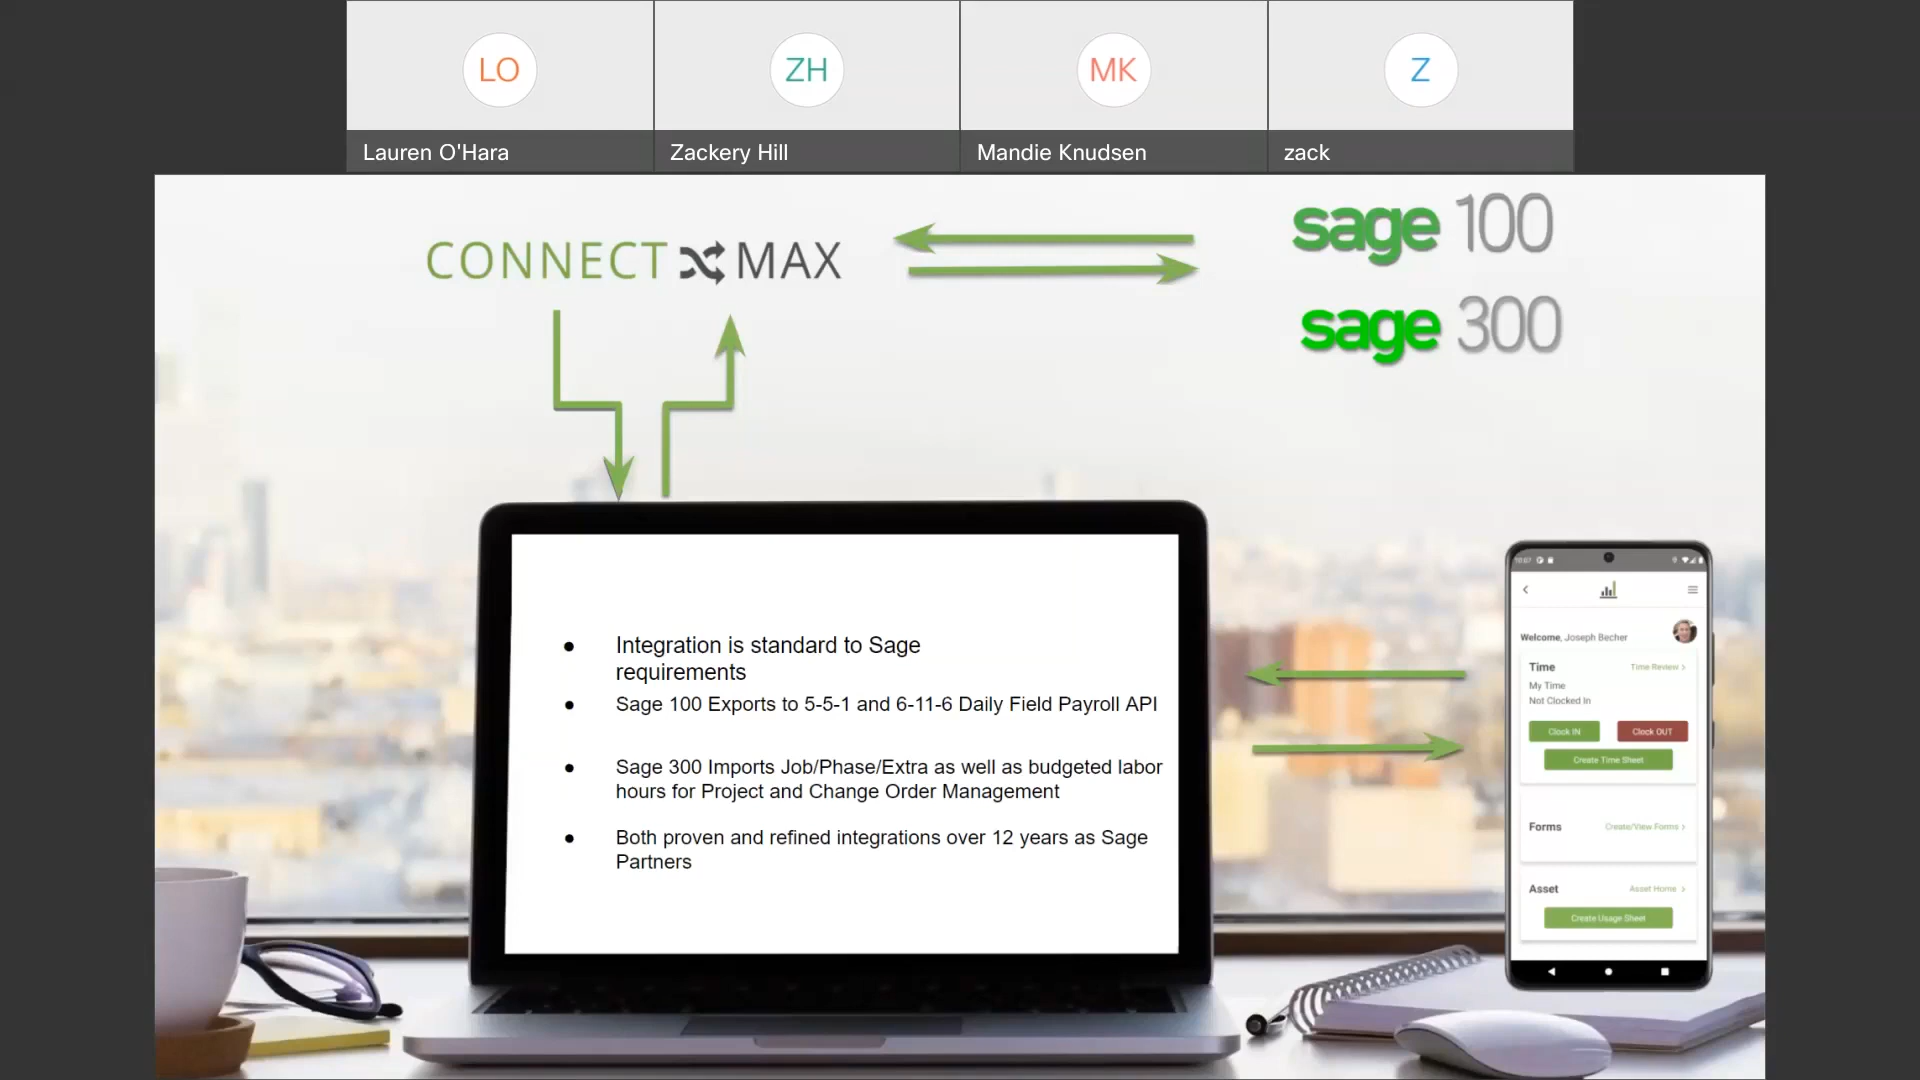 LO
ZH
MK
Z
Lauren O'Hara
Zackery Hill
Mandie Knudsen
zack
CONNECT MAX
sage 100
sage 300
● Integration is standard to Sage
requirements
● Sage 100 Exports to 5-5-1 and 6-11-6 Daily Field Payroll API
● Sage 300 Imports Job/Phase/Extra as well as budgeted labor
hours for Project and Change Order Management
● Both proven and refined integrations over 12 years as Sage
Partners
10:07
Welcome, Joseph Becher
Time
Time Review >
My Time
Not Clocked In
Clock IN
Clock OUT
Create Time Sheet
Forms
Create/View Forms >
Asset
Asset Home >
Create Usage Sheet